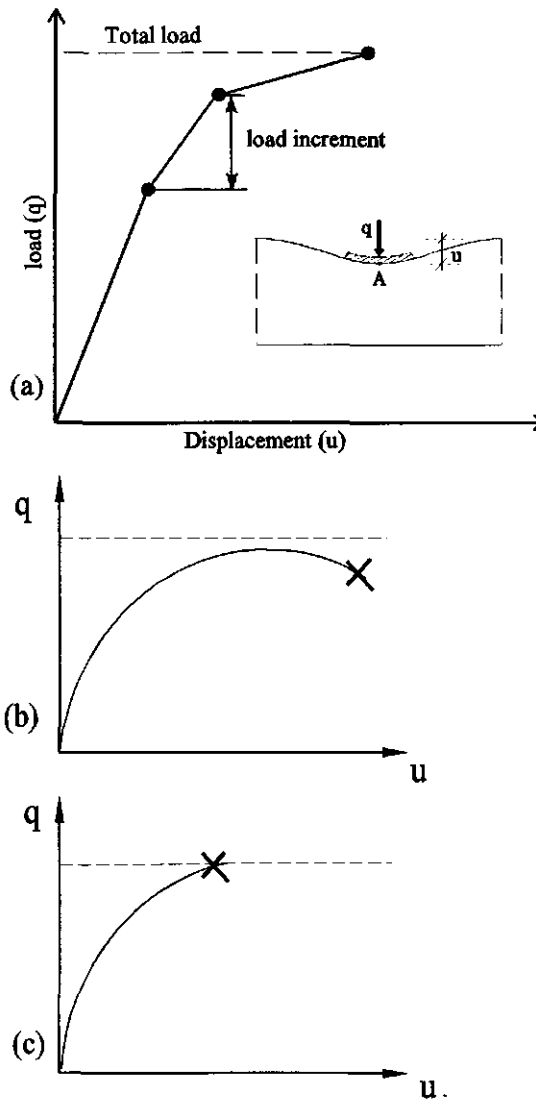 Total load
load increment
load (q)
q
u
A
(a)
Displacement (u)
q
(b)
u
q
(c)
u .